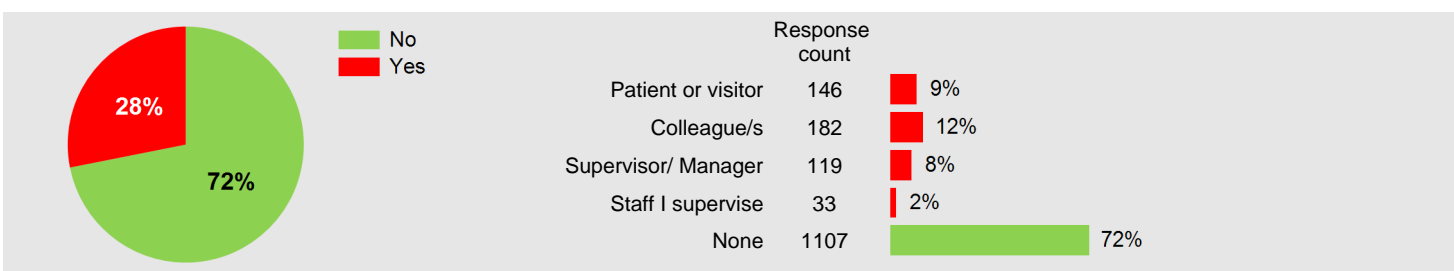 No
Yes
28%
72%
Response
count
Patient or visitor 146 9%
Colleague/s 182 12%
Supervisor/ Manager 119 8%
Staff I supervise 33 2%
None 1107 72%